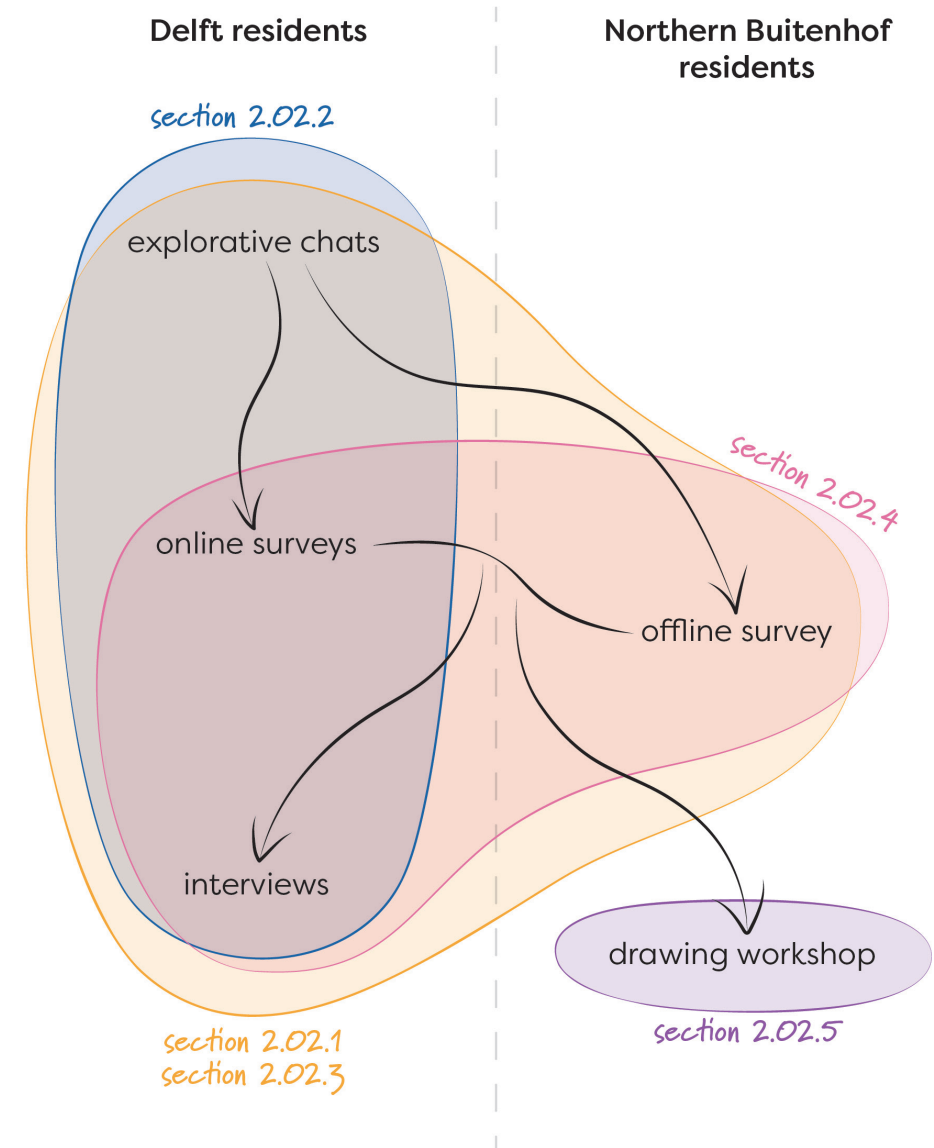 Delft residents
Northern Buitenhof
residents
section 2.02.2
explorative chats
section 2.02.4
online surveys
offline survey
interviews
drawing workshop
section 2.02.5
section 2.02.1
section 2.02.3